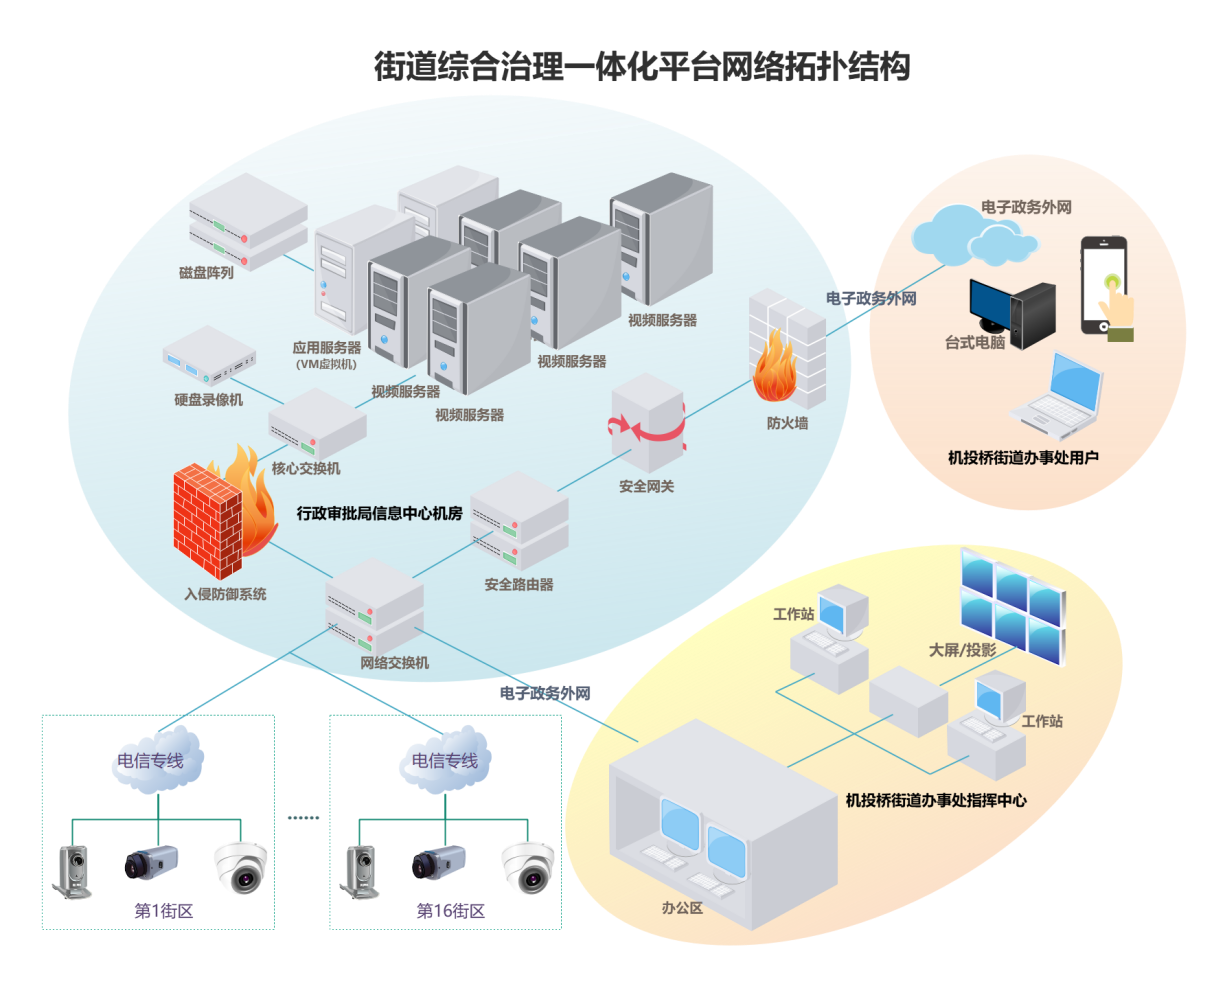 街道综合治理一体化平台网络拓扑结构
电子政务外网
磁盘阵列
电子政务外网
视频服务器
台式电脑
应用服务器
(VM虚拟机)
视频服务器
视频服务器
硬盘录像机
视频服务器
防火墙
机投桥街道办事处用户
核心交换机
安全网关
行政审批局信息中心机房
安全路由器
入侵防御系统
工作站
大屏/投影
网络交换机
电子政务外网
工作站
电信专线
电信专线
机投桥街道办事处指挥中心
······
办公区
第1街区
第16街区